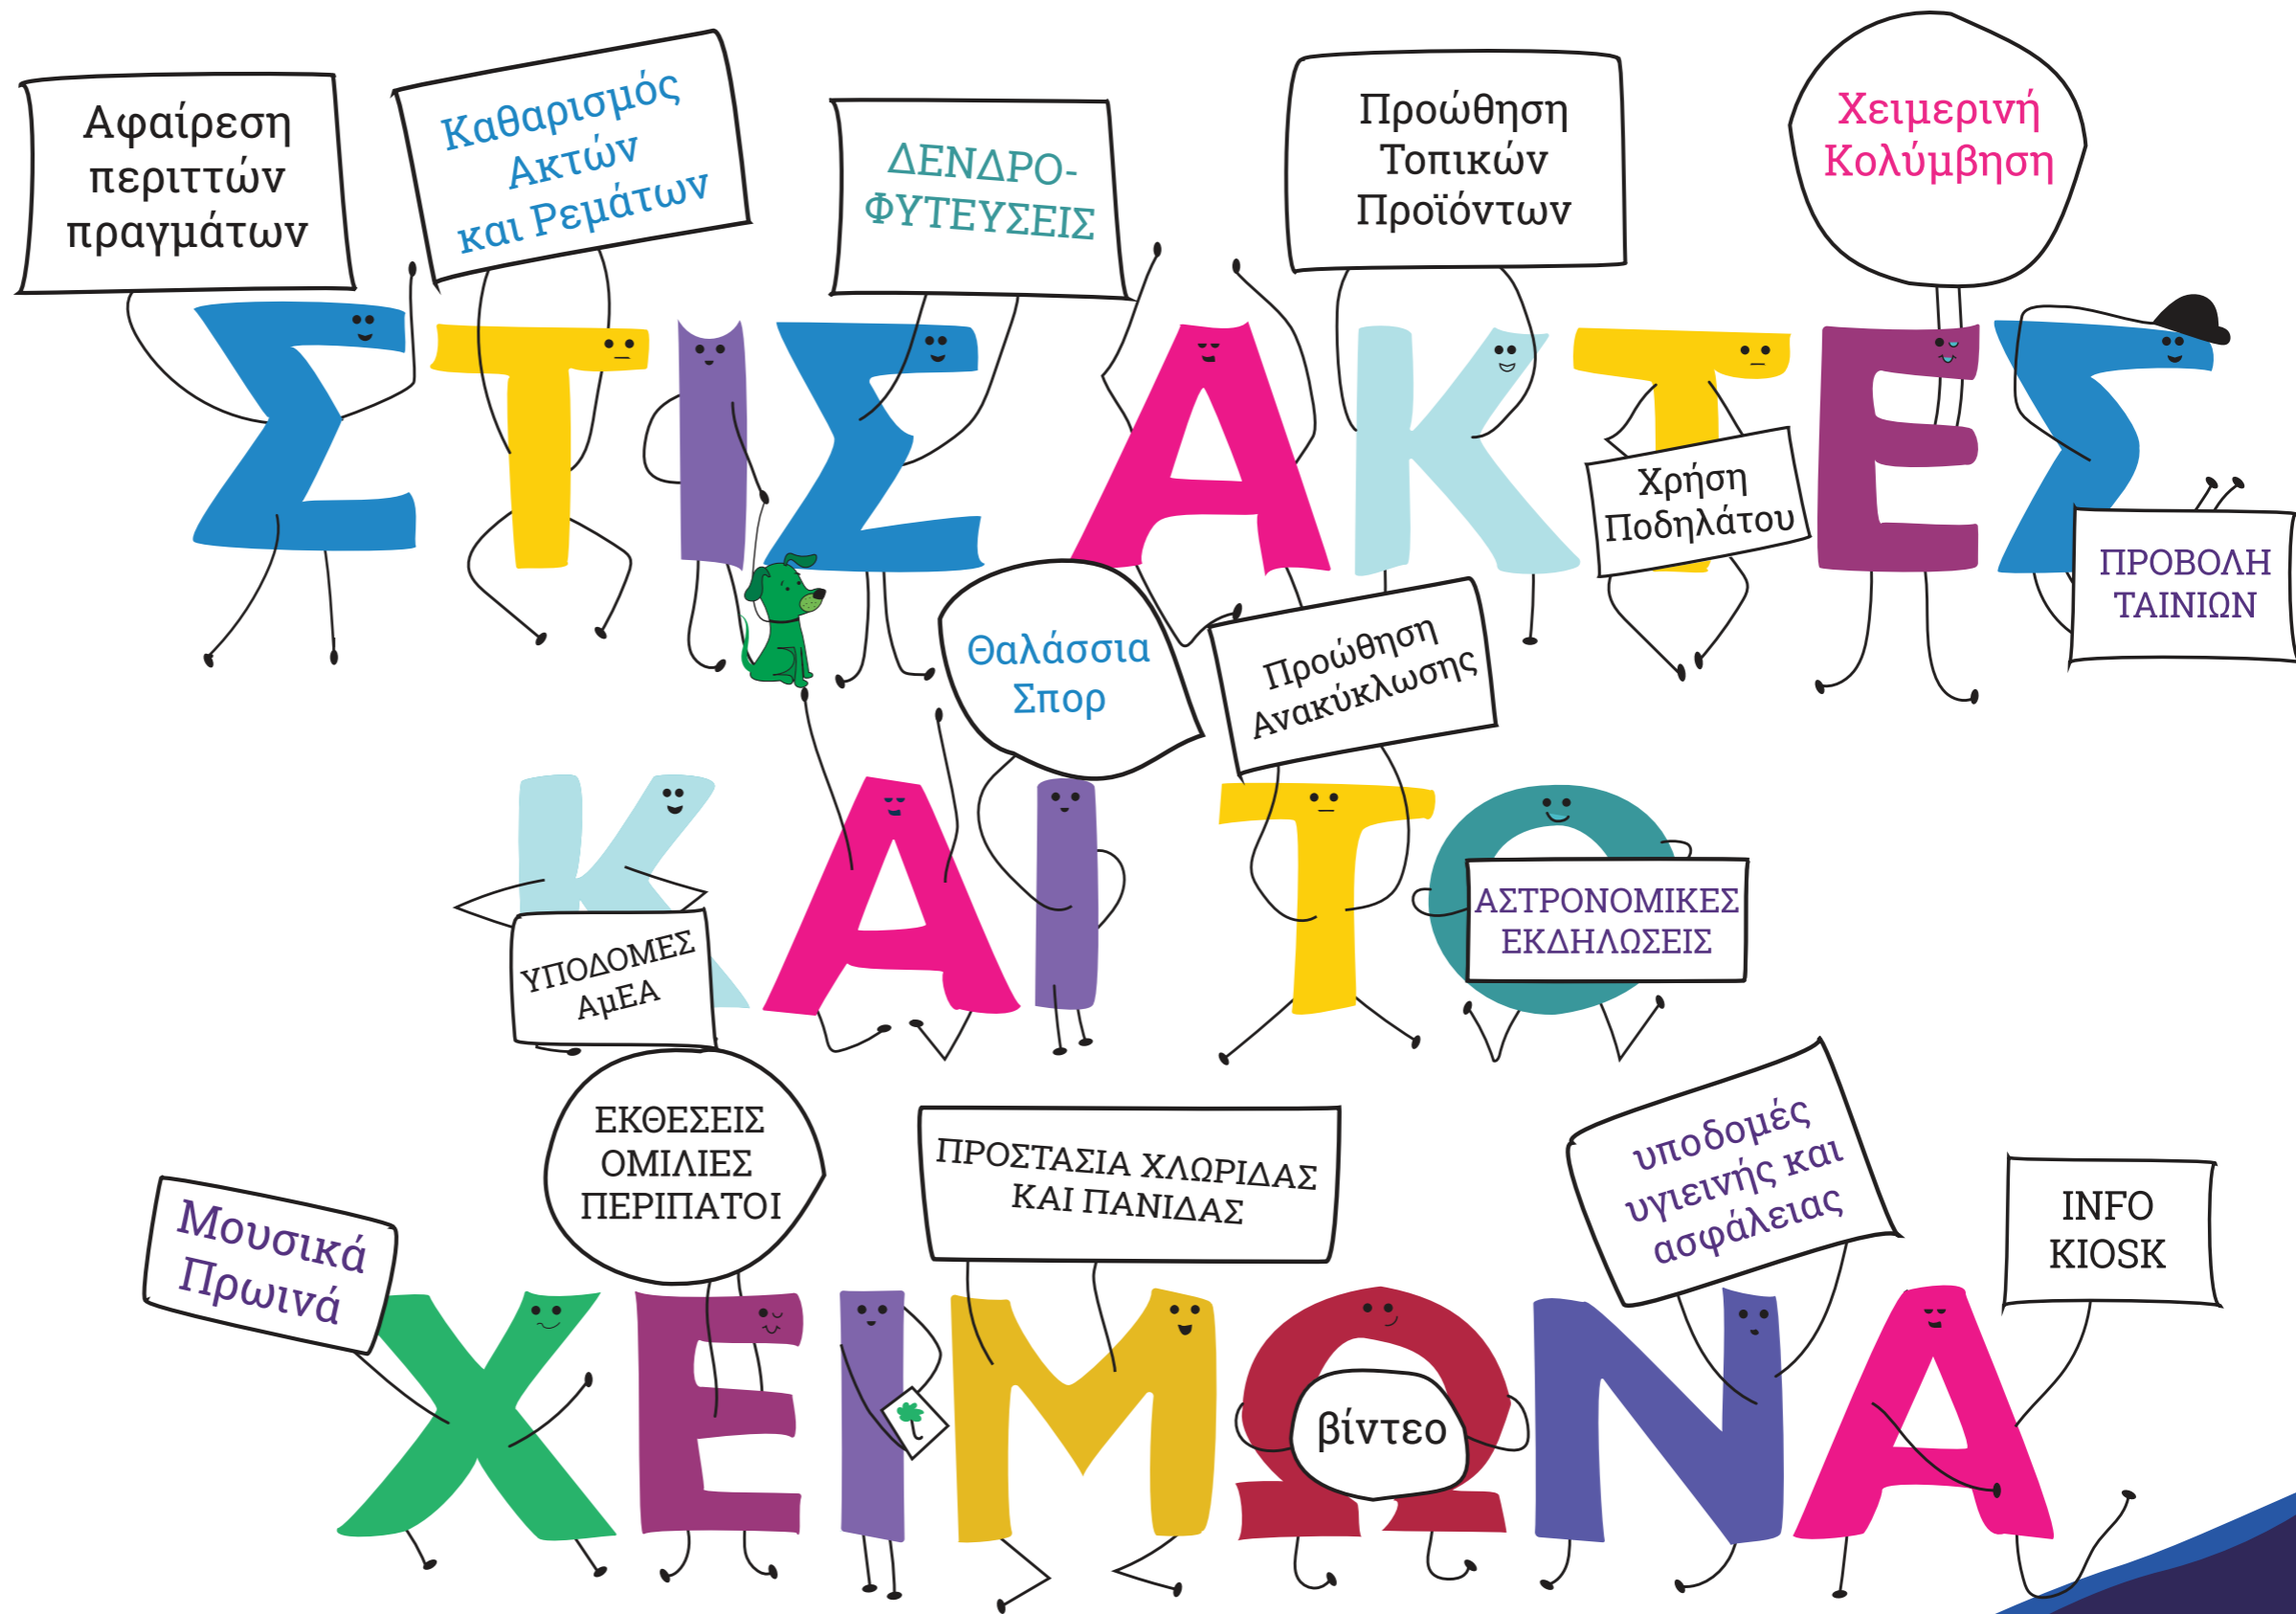 Αφαίρεση
περιττών
πραγμάτων
Καθαρισμός
Ακτών
και Ρεμάτων
ΔΕΝΔΡΟ-
ΦΥΤΕΥΣΕΙΣ
Προώθηση
Τοπικών
Προϊόντων
Χειμερινή
Κολύμβηση
ΣΤΙΣ ΑΚΤΕΣ
Χρήση
Ποδηλάτου
ΠΡΟΒΟΛΗ
ΤΑΙΝΙΩΝ
Θαλάσσια
Σπορ
Προώθηση
Ανακύκλωσης
ΚΑΙ ΤΟ
ΥΠΟΔΟΜΕΣ
ΑμΕΑ
ΑΣΤΡΟΝΟΜΙΚΕΣ
ΕΚΔΗΛΩΣΕΙΣ
Μουσικά
Πρωινά
ΕΚΘΕΣΕΙΣ
ΟΜΙΛΙΕΣ
ΠΕΡΙΠΑΤΟΙ
ΠΡΟΣΤΑΣΙΑ ΧΛΩΡΙΔΑΣ
ΚΑΙ ΠΑΝΙΔΑΣ
υποδομές
υγιεινής και
ασφάλειας
INFO
KIOSK
ΧΕΙΜΩΝΑ
βίντεο